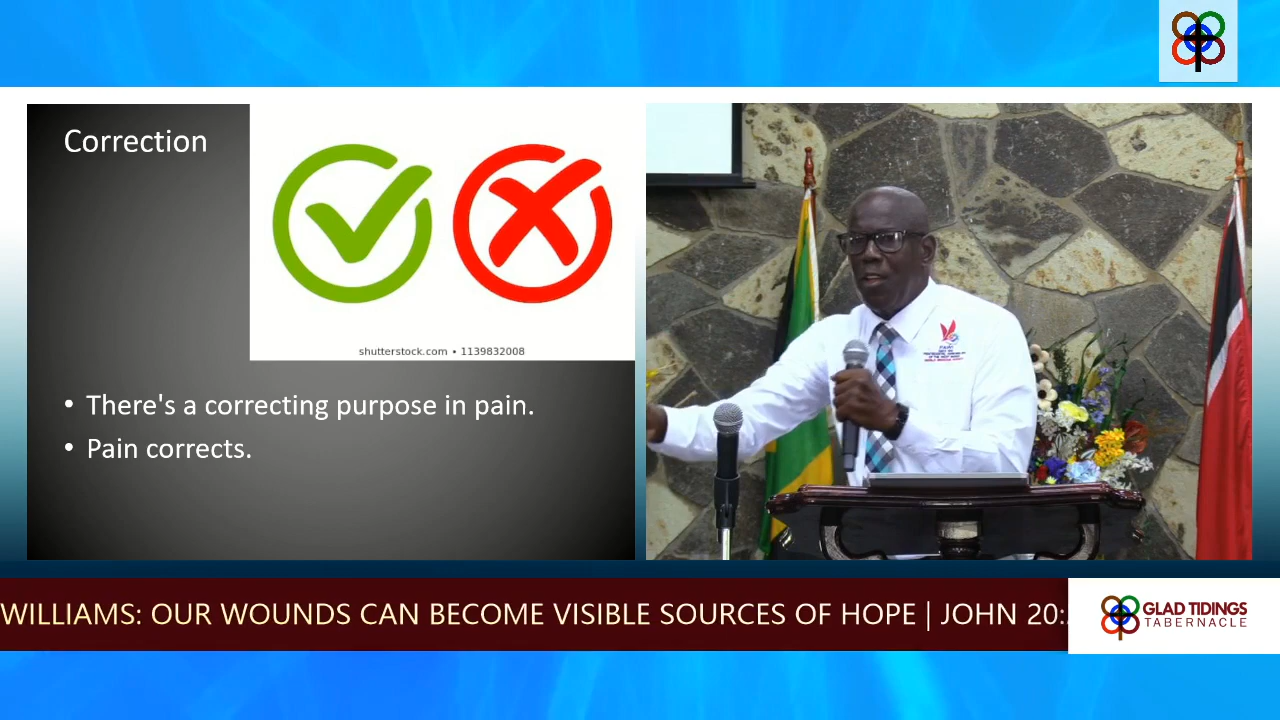 Correction
shutterstock.com • 1139832008
• There's a correcting purpose in pain.
• Pain corrects.
WILLIAMS: OUR WOUNDS CAN BECOME VISIBLE SOURCES OF HOPE | JOHN 20:
GLAD TIDINGS
TABERNACLE